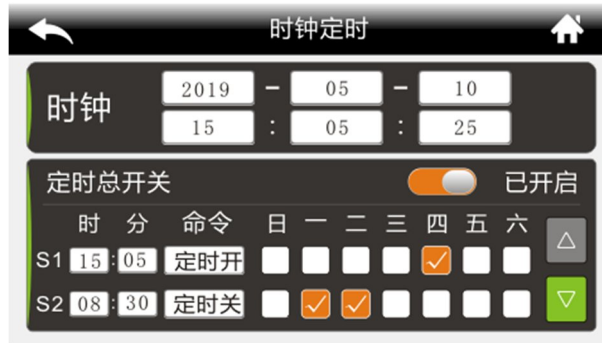 时钟定时
时钟
2019 - 05 - 10
15 : 05 : 25
定时总开关 已开启
时 分 命令 日 一 二 三 四 五 六
S1 15:05 定时开
S2 08:30 定时关